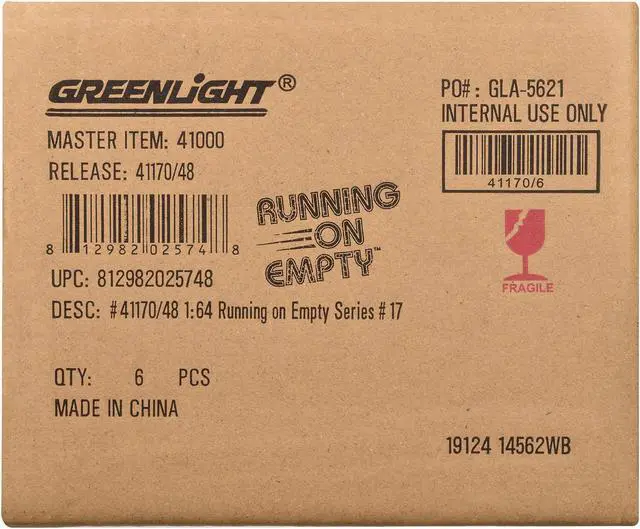 GREENLiGHT®
MASTER ITEM: 41000
RELEASE: 41170/48
8 12982 02574 8
UPC: 812982025748
DESC: #41170/48 1:64 Running on Empty Series #17
RUNNING
ON
EMPTY™
QTY: 6 PCS
MADE IN CHINA
PO#: GLA-5621
INTERNAL USE ONLY
41170/6
FRAGILE
19124 14562WB